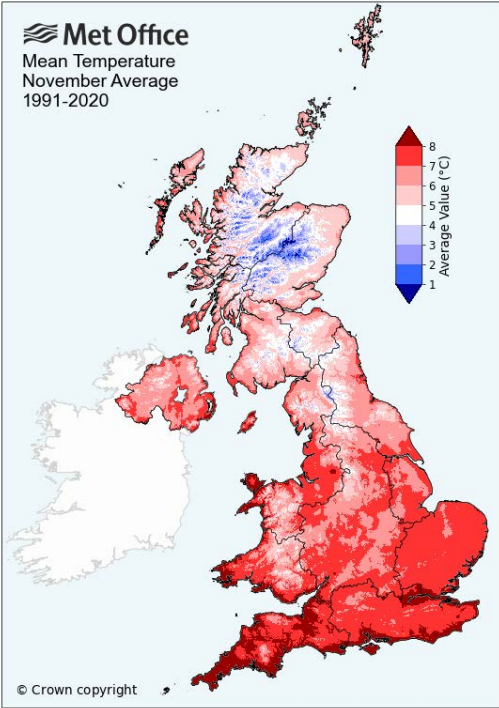 Met Office
Mean Temperature
November Average
1991-2020
8
7
6
5
4
3
2
1
Average Value (°C)
© Crown copyright